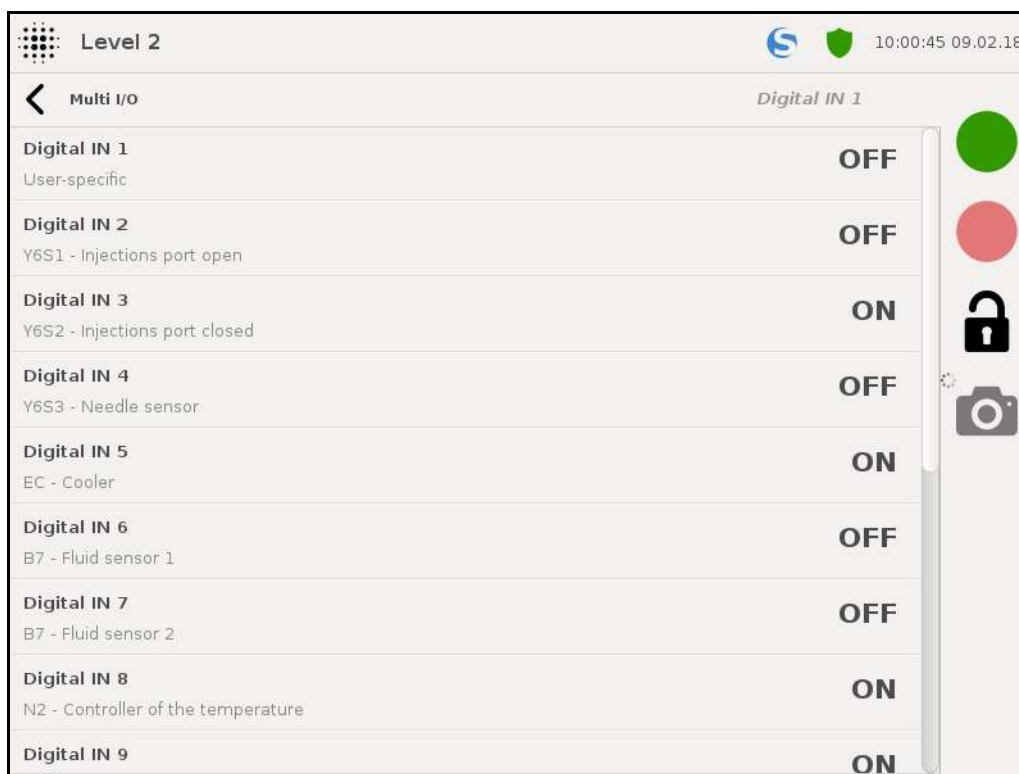 Level 2
10:00:45 09.02.18
Multi I/O
Digital IN 1
Digital IN 1
OFF
User-specific
Digital IN 2
OFF
Y6S1 - Injections port open
Digital IN 3
ON
Y6S2 - Injections port closed
Digital IN 4
OFF
Y6S3 - Needle sensor
Digital IN 5
ON
EC - Cooler
Digital IN 6
OFF
B7 - Fluid sensor 1
Digital IN 7
OFF
B7 - Fluid sensor 2
Digital IN 8
ON
N2 - Controller of the temperature
Digital IN 9
ON